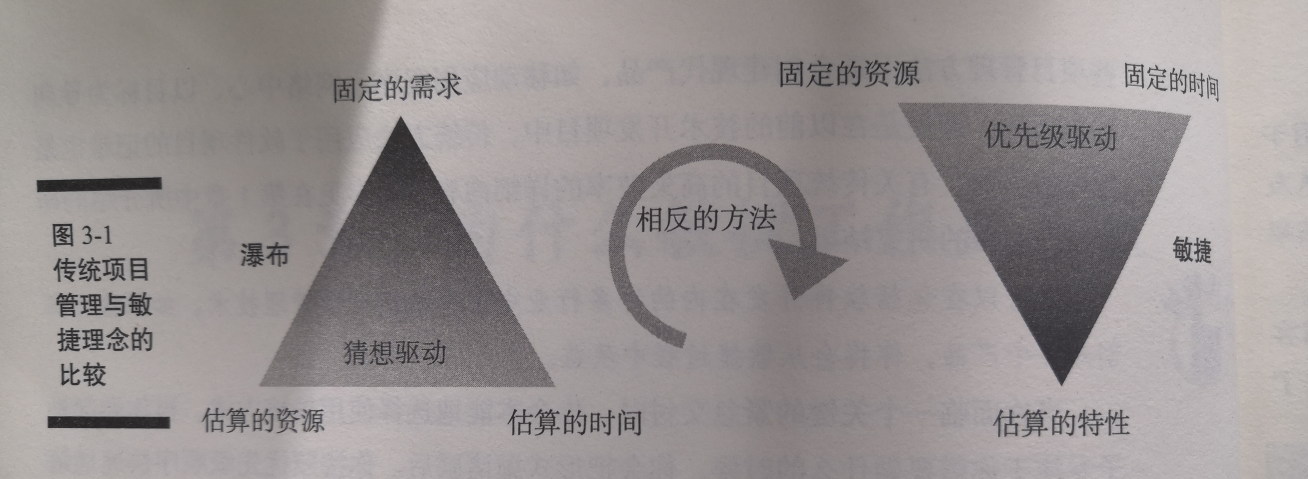 图 3-1
传统项目
管理与敏
捷理念的
比较
固定的需求
瀑布
猜想驱动
估算的资源
估算的时间
相反的方法
固定的资源
固定的时间
优先级驱动
敏捷
估算的特性